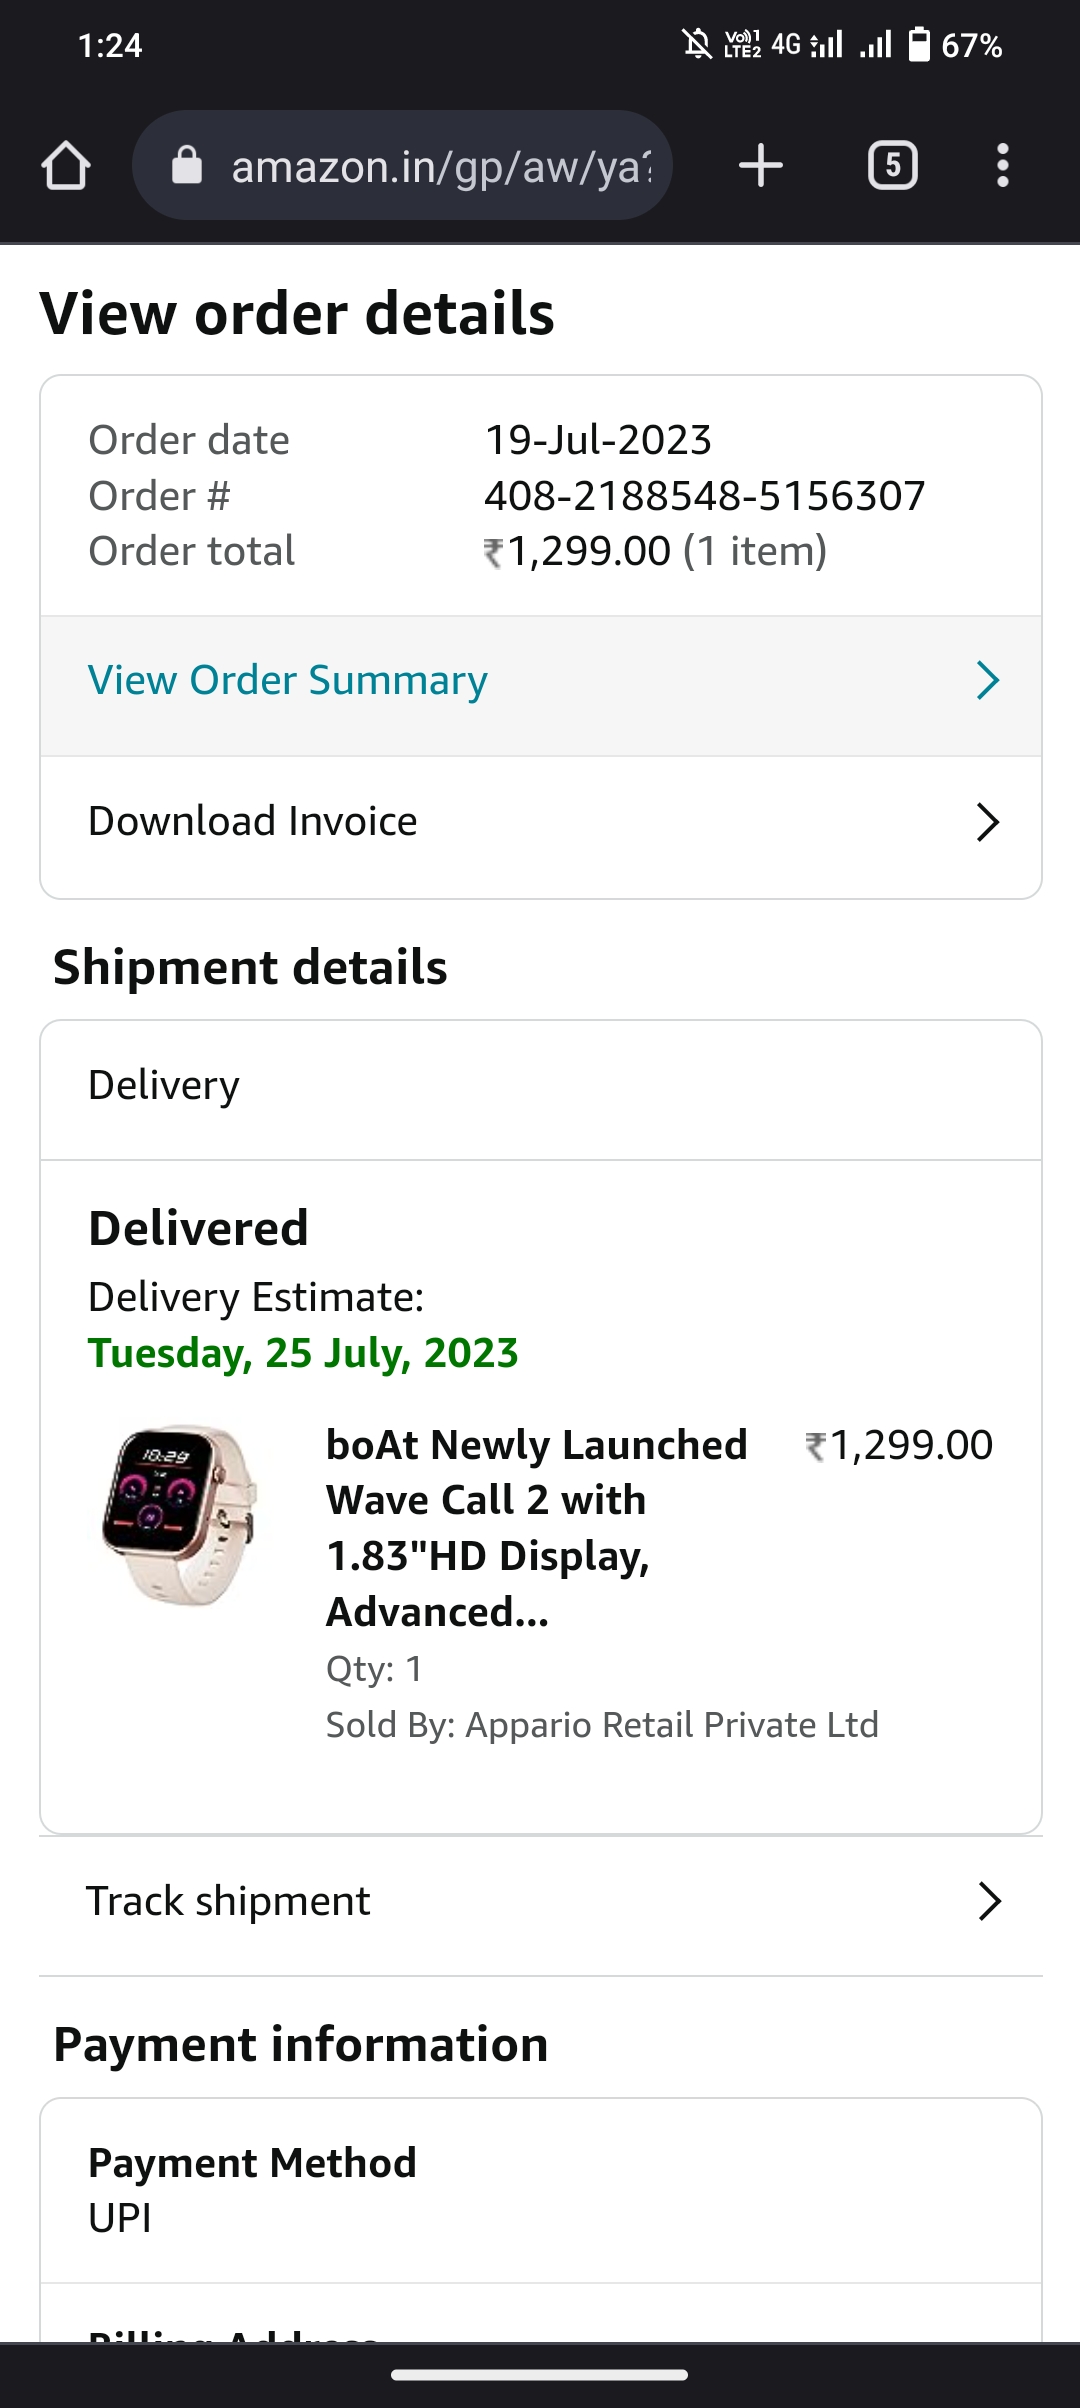 1:24
Vo))1 LTE2 4G 67%
amazon.in/gp/aw/ya?
5
View order details
Order date 19-Jul-2023
Order # 408-2188548-5156307
Order total ₹1,299.00 (1 item)
View Order Summary
Download Invoice
Shipment details
Delivery
Delivered
Delivery Estimate:
Tuesday, 25 July, 2023
18:29
boAt Newly Launched ₹1,299.00
Wave Call 2 with
1.83"HD Display,
Advanced...
Qty: 1
Sold By: Appario Retail Private Ltd
Track shipment
Payment information
Payment Method
UPI
Billing Address